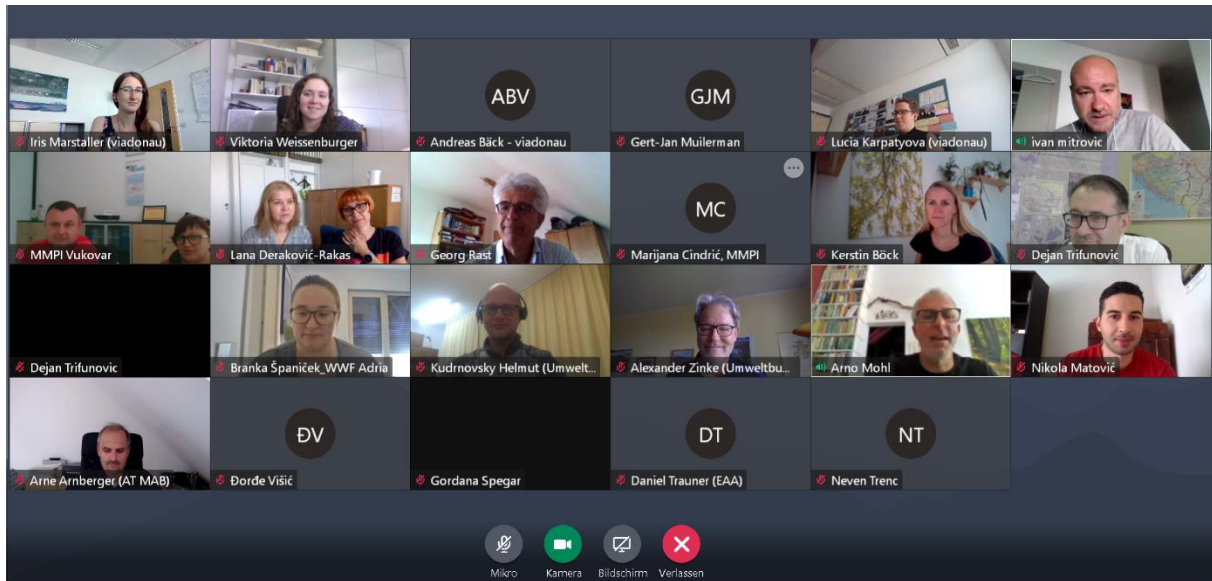 Iris Marstaller (viadonau)
Viktoria Weissenburger
ABV
Andreas Bäck - viadonau
GJM
Gert-Jan Muilerman
Lucia Karpatyova (viadonau)
ivan mitrovic
MMPI Vukovar
Lana Deraković-Rakas
Georg Rast
MC
Marijana Cindrić, MMPI
Kerstin Böck
Dejan Trifunovic
Dejan Trifunovic
Branka Španiček_WWF Adria
Kudrnovsky Helmut (Umwelt...
Alexander Zinke (Umweltbu...
Arno Mohl
Nikola Matović
Arne Arnberger (AT MAB)
ĐV
Đorđe Višić
Gordana Spegar
DT
Daniel Trauner (EAA)
NT
Neven Trenc
Mikro
Kamera
Bildschirm
Verlassen